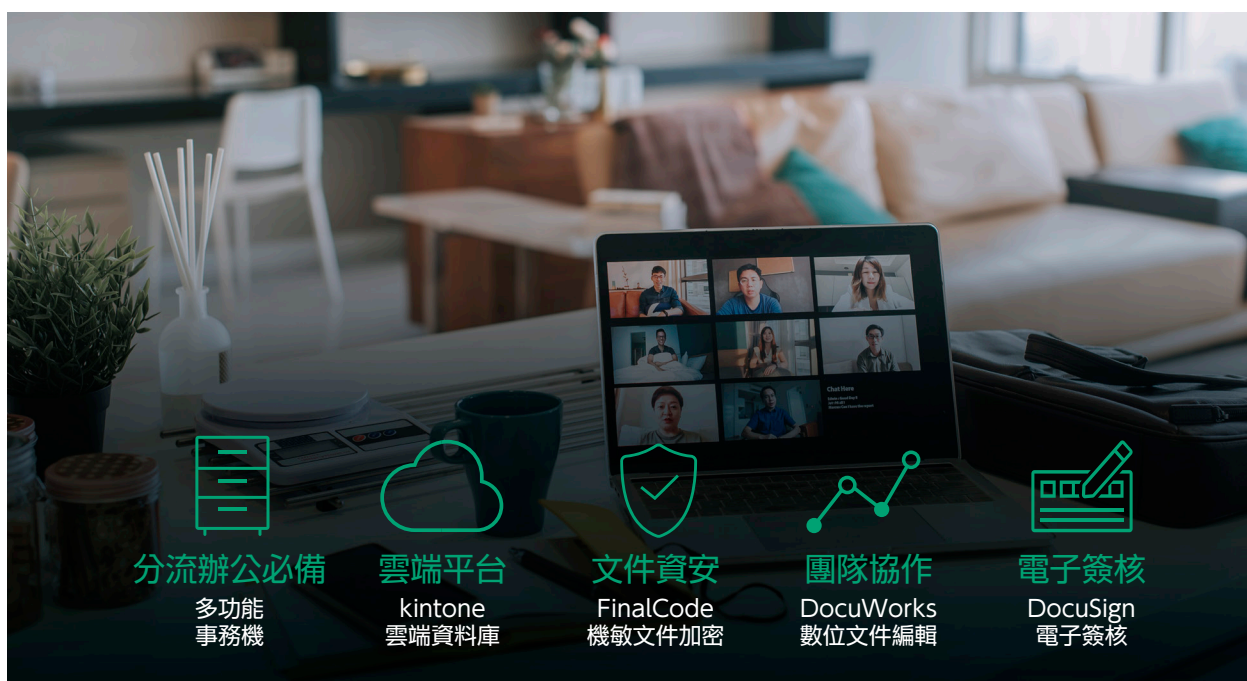 Chat Here
分流辦公必備
多功能
事務機
雲端平台
kintone
雲端資料庫
文件資安
FinalCode
機敏文件加密
團隊協作
DocuWorks
數位文件編輯
電子簽核
DocuSign
電子簽核